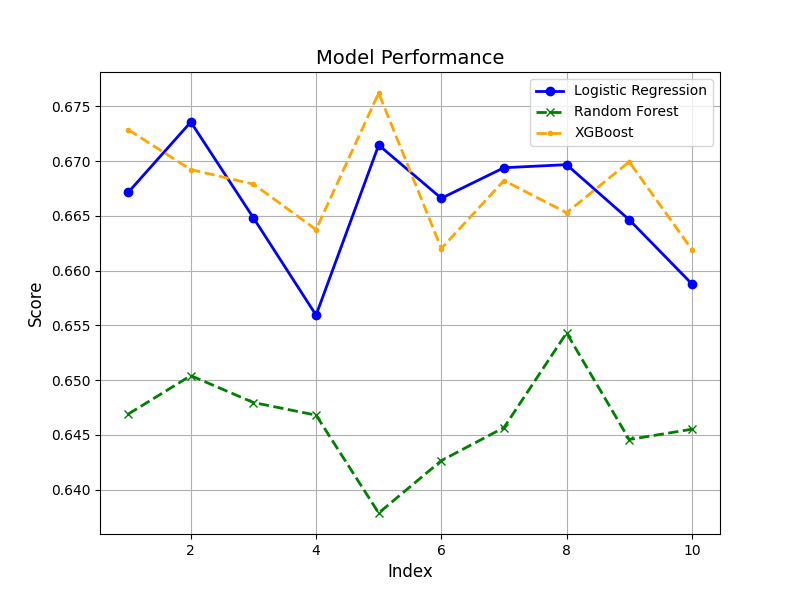 Model Performance
Logistic Regression
Random Forest
XGBoost
0.675
0.670
0.665
0.660
0.655
0.650
0.645
0.640
Score
2 4 6 8 10
Index